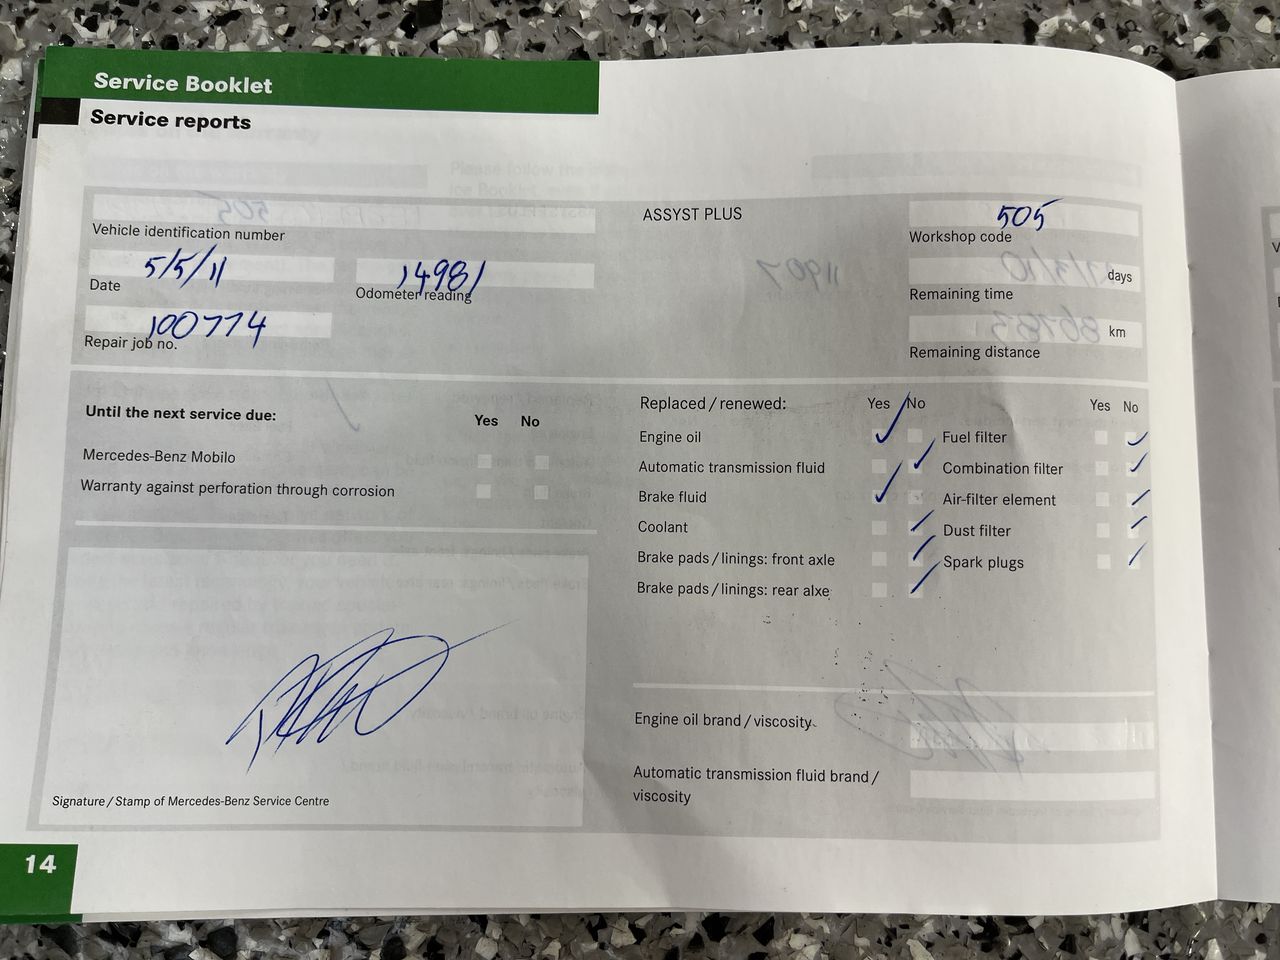 Service Booklet
Service reports
Vehicle identification number
5/5/11
Date
14981
Odometer reading
100774
Repair job no.
ASSYST PLUS
505
Workshop code
days
Remaining time
km
Remaining distance
Until the next service due:
Yes No
Mercedes-Benz Mobilo
Warranty against perforation through corrosion
Signature / Stamp of Mercedes-Benz Service Centre
Replaced / renewed: Yes No
Engine oil
Automatic transmission fluid
Brake fluid
Coolant
Brake pads / linings: front axle
Brake pads / linings: rear alxe
Yes No
Fuel filter
Combination filter
Air-filter element
Dust filter
Spark plugs
Engine oil brand / viscosity
Automatic transmission fluid brand /
viscosity
14